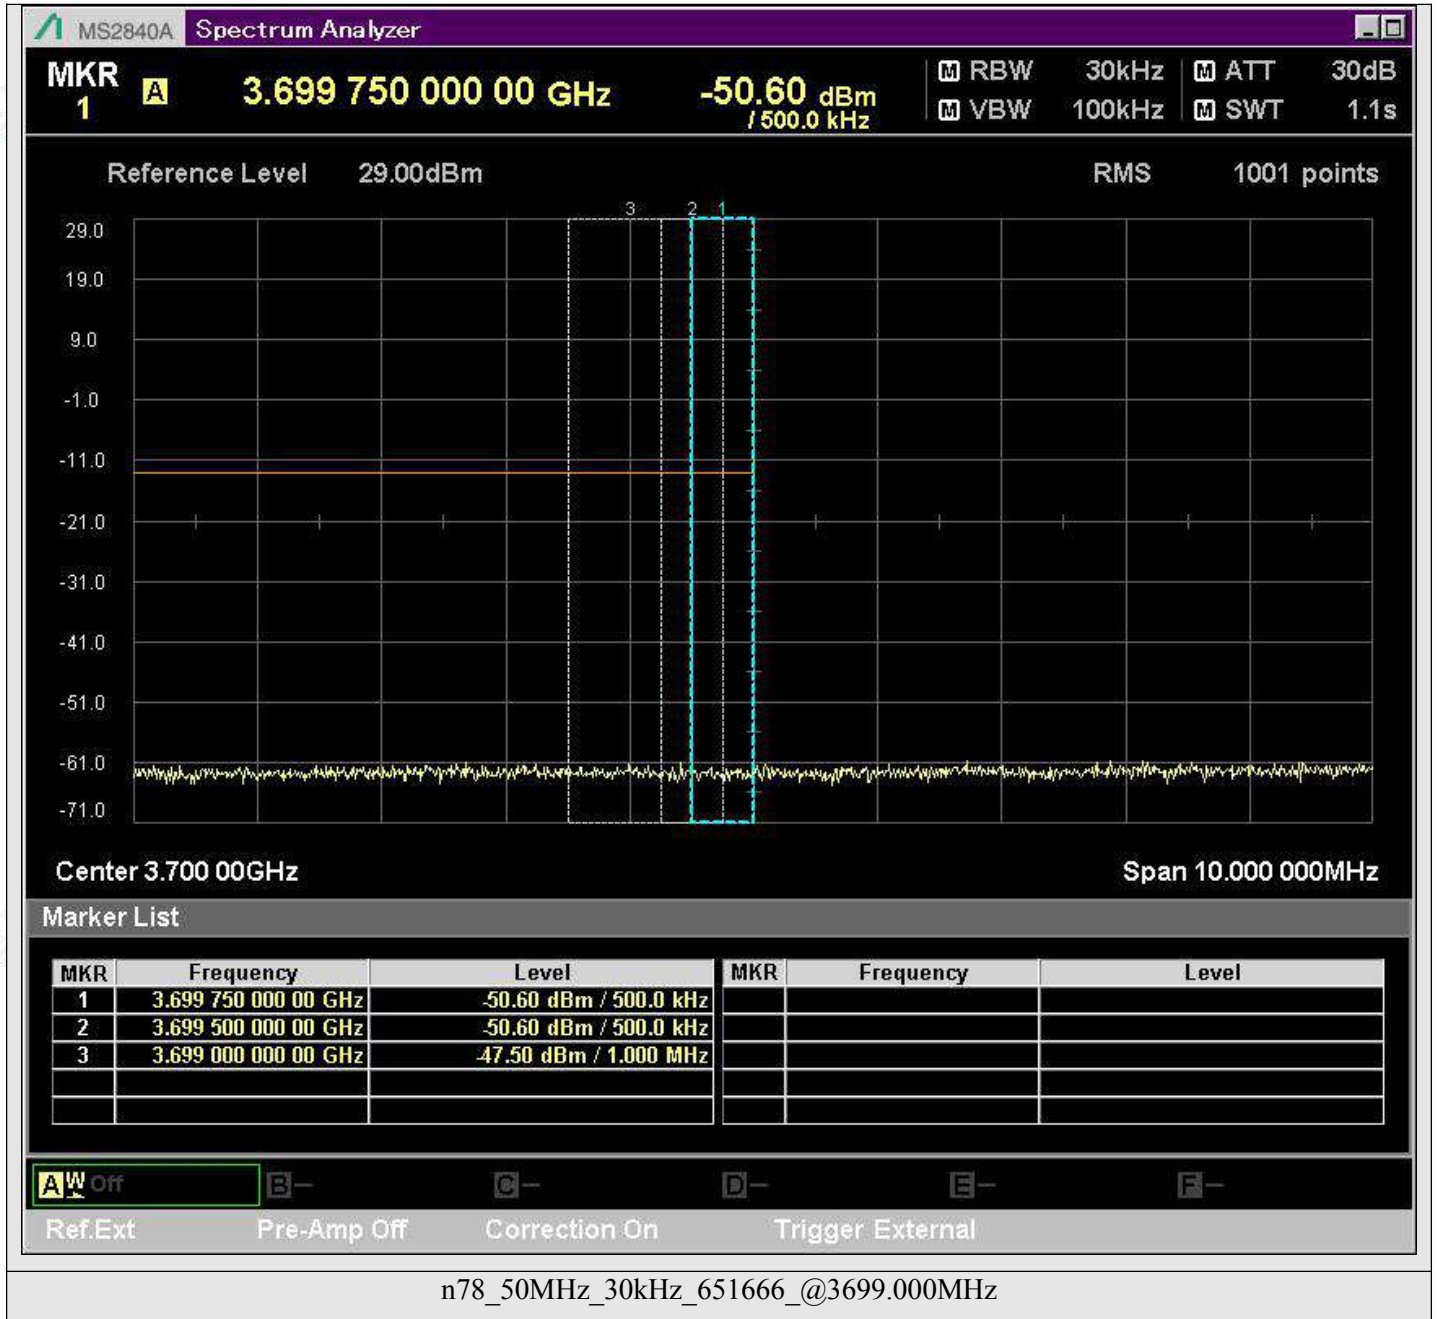 MS2840A Spectrum Analyzer
MKR 1 A 3.699 750 000 00 GHz -50.60 dBm / 500.0 kHz
M RBW 30kHz M ATT 30dB
M VBW 100kHz M SWT 1.1s
Reference Level 29.00dBm RMS 1001 points
3 2 1
29.0
19.0
9.0
-1.0
-11.0
-21.0
-31.0
-41.0
-51.0
-61.0
-71.0
Center 3.700 00GHz Span 10.000 000MHz
Marker List
MKR Frequency Level MKR Frequency Level
1 3.699 750 000 00 GHz -50.60 dBm / 500.0 kHz
2 3.699 500 000 00 GHz -50.60 dBm / 500.0 kHz
3 3.699 000 000 00 GHz -47.50 dBm / 1.000 MHz
A W Off B - C - D - E - F -
Ref.Ext Pre-Amp Off Correction On Trigger External
n78_50MHz_30kHz_651666_@3699.000MHz